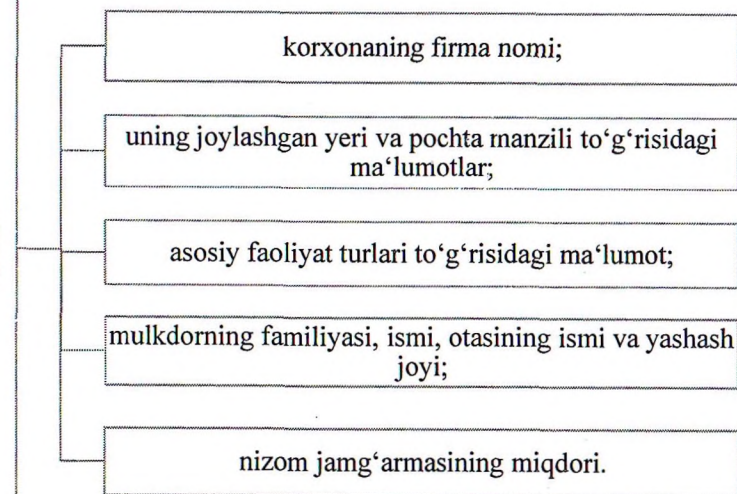 korxonaning firma nomi;
uning joylashgan yeri va pochta manzili to‘g‘risidagi
ma‘lumotlar;
asosiy faoliyat turlari to‘g‘risidagi ma‘lumot;
mulkdorning familiyasi, ismi, otasining ismi va yashash
joyi;
nizom jamg‘armasining miqdori.